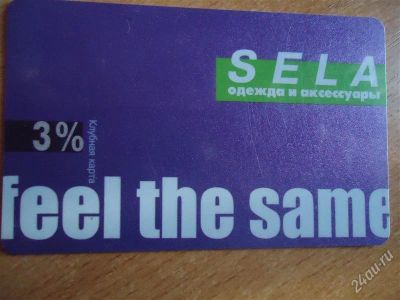 SELA
одежда и аксессуары
3%
Клубная карта
feel the same
24au.ru